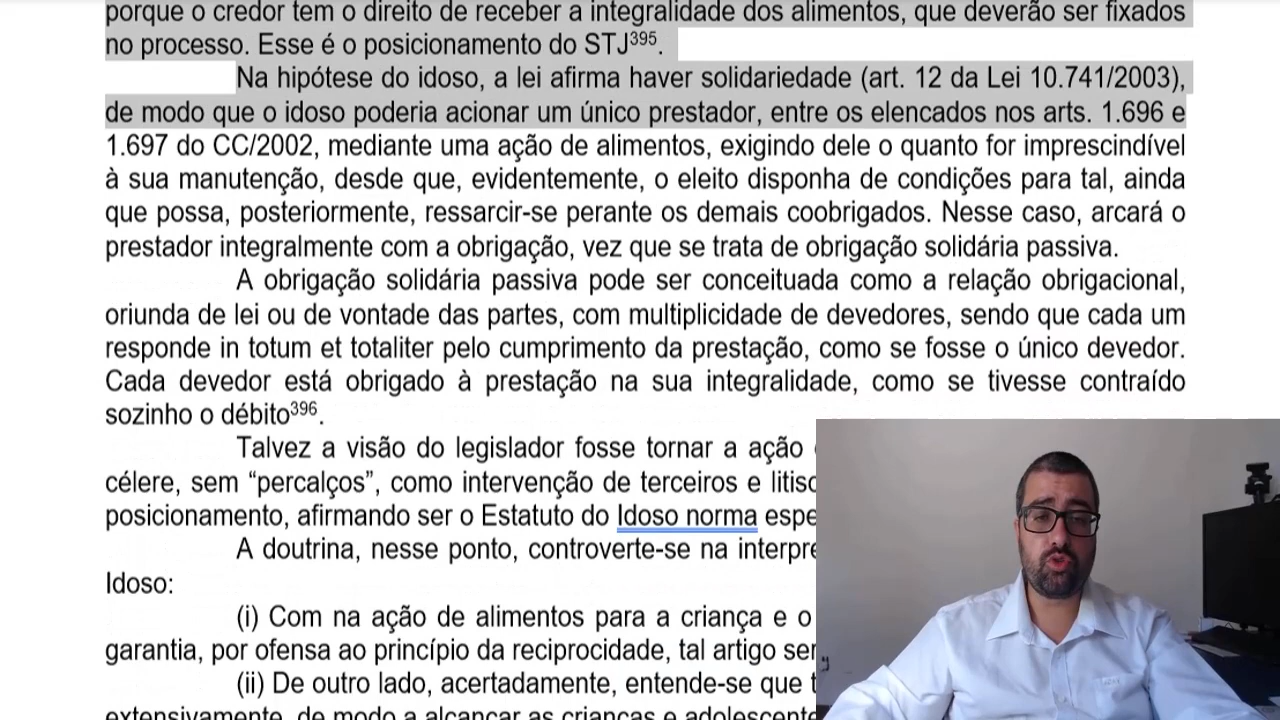 porque o credor tem o direito de receber a integralidade dos alimentos, que deverão ser fixados
no processo. Esse é o posicionamento do STJ³⁹⁵.
Na hipótese do idoso, a lei afirma haver solidariedade (art. 12 da Lei 10.741/2003),
de modo que o idoso poderia acionar um único prestador, entre os elencados nos arts. 1.696 e
1.697 do CC/2002, mediante uma ação de alimentos, exigindo dele o quanto for imprescindível
à sua manutenção, desde que, evidentemente, o eleito disponha de condições para tal, ainda
que possa, posteriormente, ressarcir-se perante os demais coobrigados. Nesse caso, arcará o
prestador integralmente com a obrigação, vez que se trata de obrigação solidária passiva.
A obrigação solidária passiva pode ser conceituada como a relação obrigacional,
oriunda de lei ou de vontade das partes, com multiplicidade de devedores, sendo que cada um
responde in totum et totaliter pelo cumprimento da prestação, como se fosse o único devedor.
Cada devedor está obrigado à prestação na sua integralidade, como se tivesse contraído
sozinho o débito³⁹⁶.
Talvez a visão do legislador fosse tornar a ação
célere, sem “percalços”, como intervenção de terceiros e
posicionamento, afirmando ser o Estatuto do Idoso norma
A doutrina, nesse ponto, controverte-se na
Idoso:
(i) Com na ação de alimentos para a criança e o
garantia, por ofensa ao princípio da reciprocidade, tal artigo
(ii) De outro lado, acertadamente, entende-se que
extensivamente, de modo a alcançar as crianças e